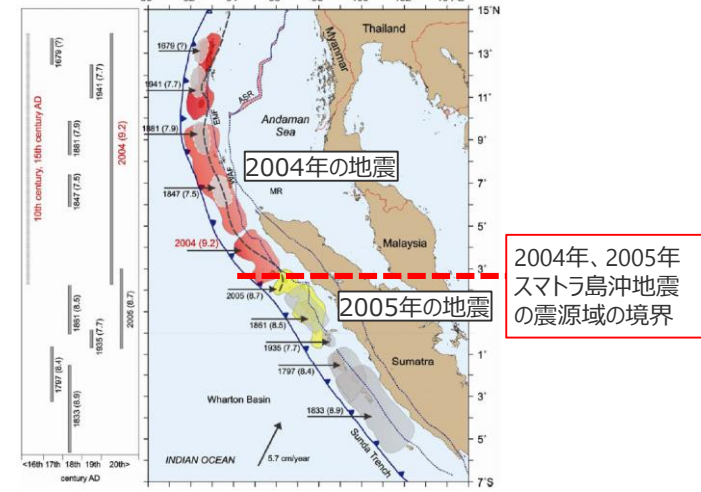 15°N
13°
11°
9°
7°
5°
3°
1°
1°
3°
5°
7°S
Thailand
Myanmar
Andaman
Sea
ASR
EMF
WAF
MR
Malaysia
Sumatra
Wharton Basin
Sunda Trench
INDIAN OCEAN
5.7 cm/year
1679 (?)
1941 (7.7)
1881 (7.9)
1847 (7.5)
2004 (9.2)
2005 (8.7)
1861 (8.5)
1935 (7.7)
1797 (8.4)
1833 (8.9)
2004年の地震
2005年の地震
2004年、2005年
スマトラ島沖地震
の震源域の境界
10th century, 15th century AD
1679 (?)
1941 (7.7)
1881 (7.9)
1847 (7.5)
2004 (9.2)
1861 (8.5)
2005 (8.7)
1935 (7.7)
1797 (8.4)
1833 (8.9)
<16th 17th 18th 19th 20th>
century AD